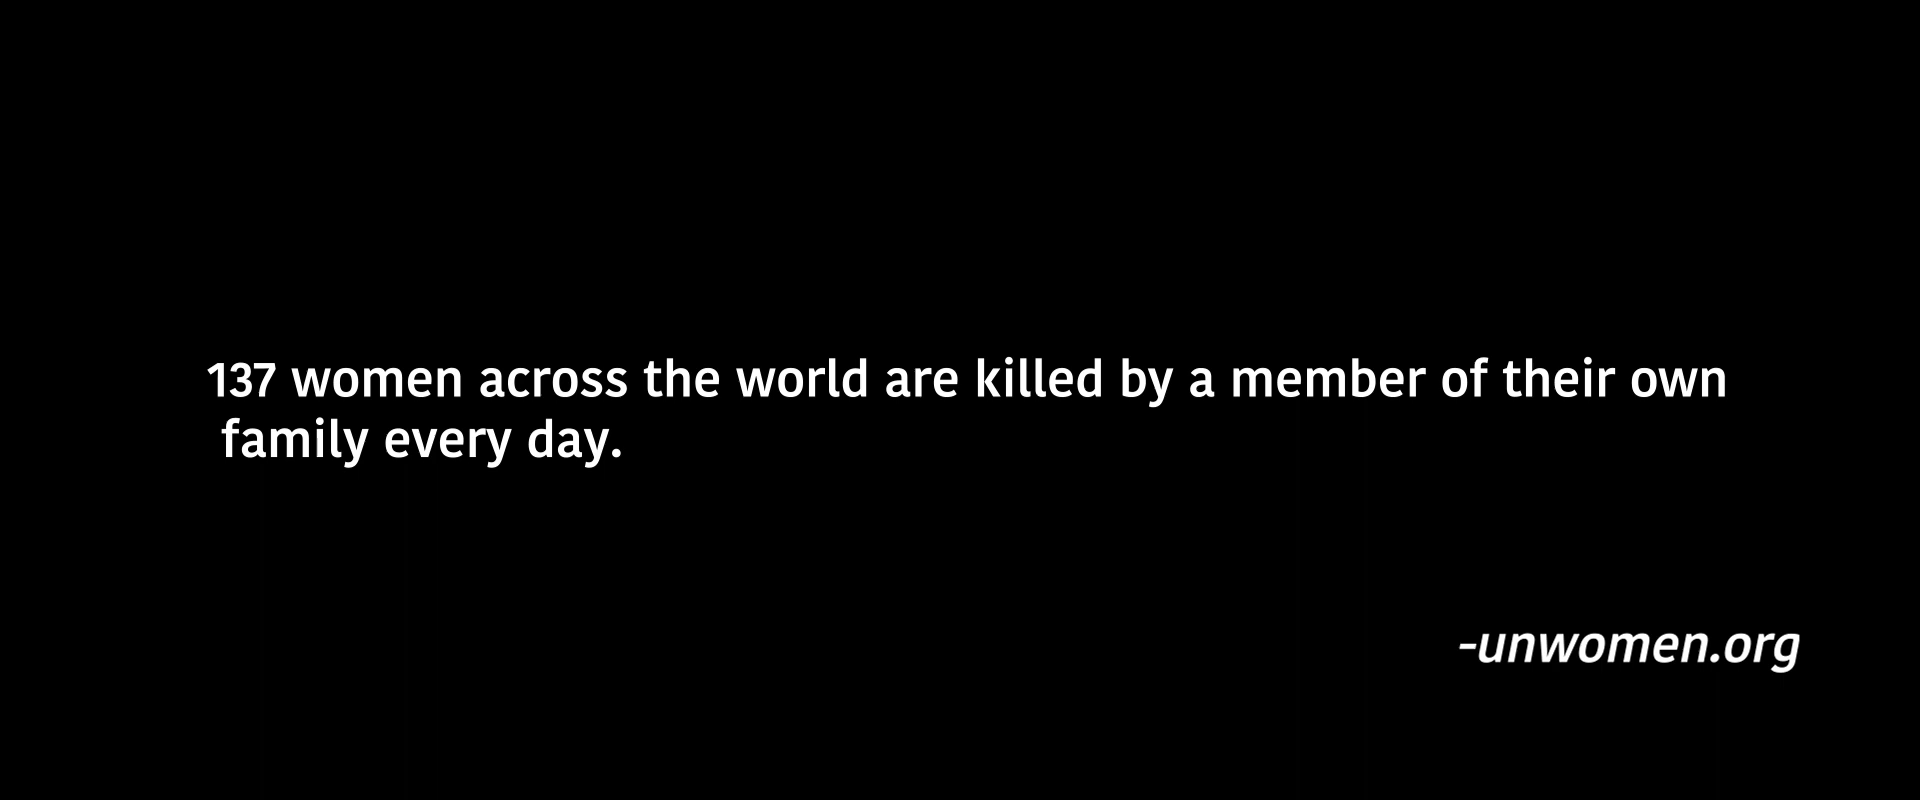 137 women across the world are killed by a member of their own
family every day.
-unwomen.org